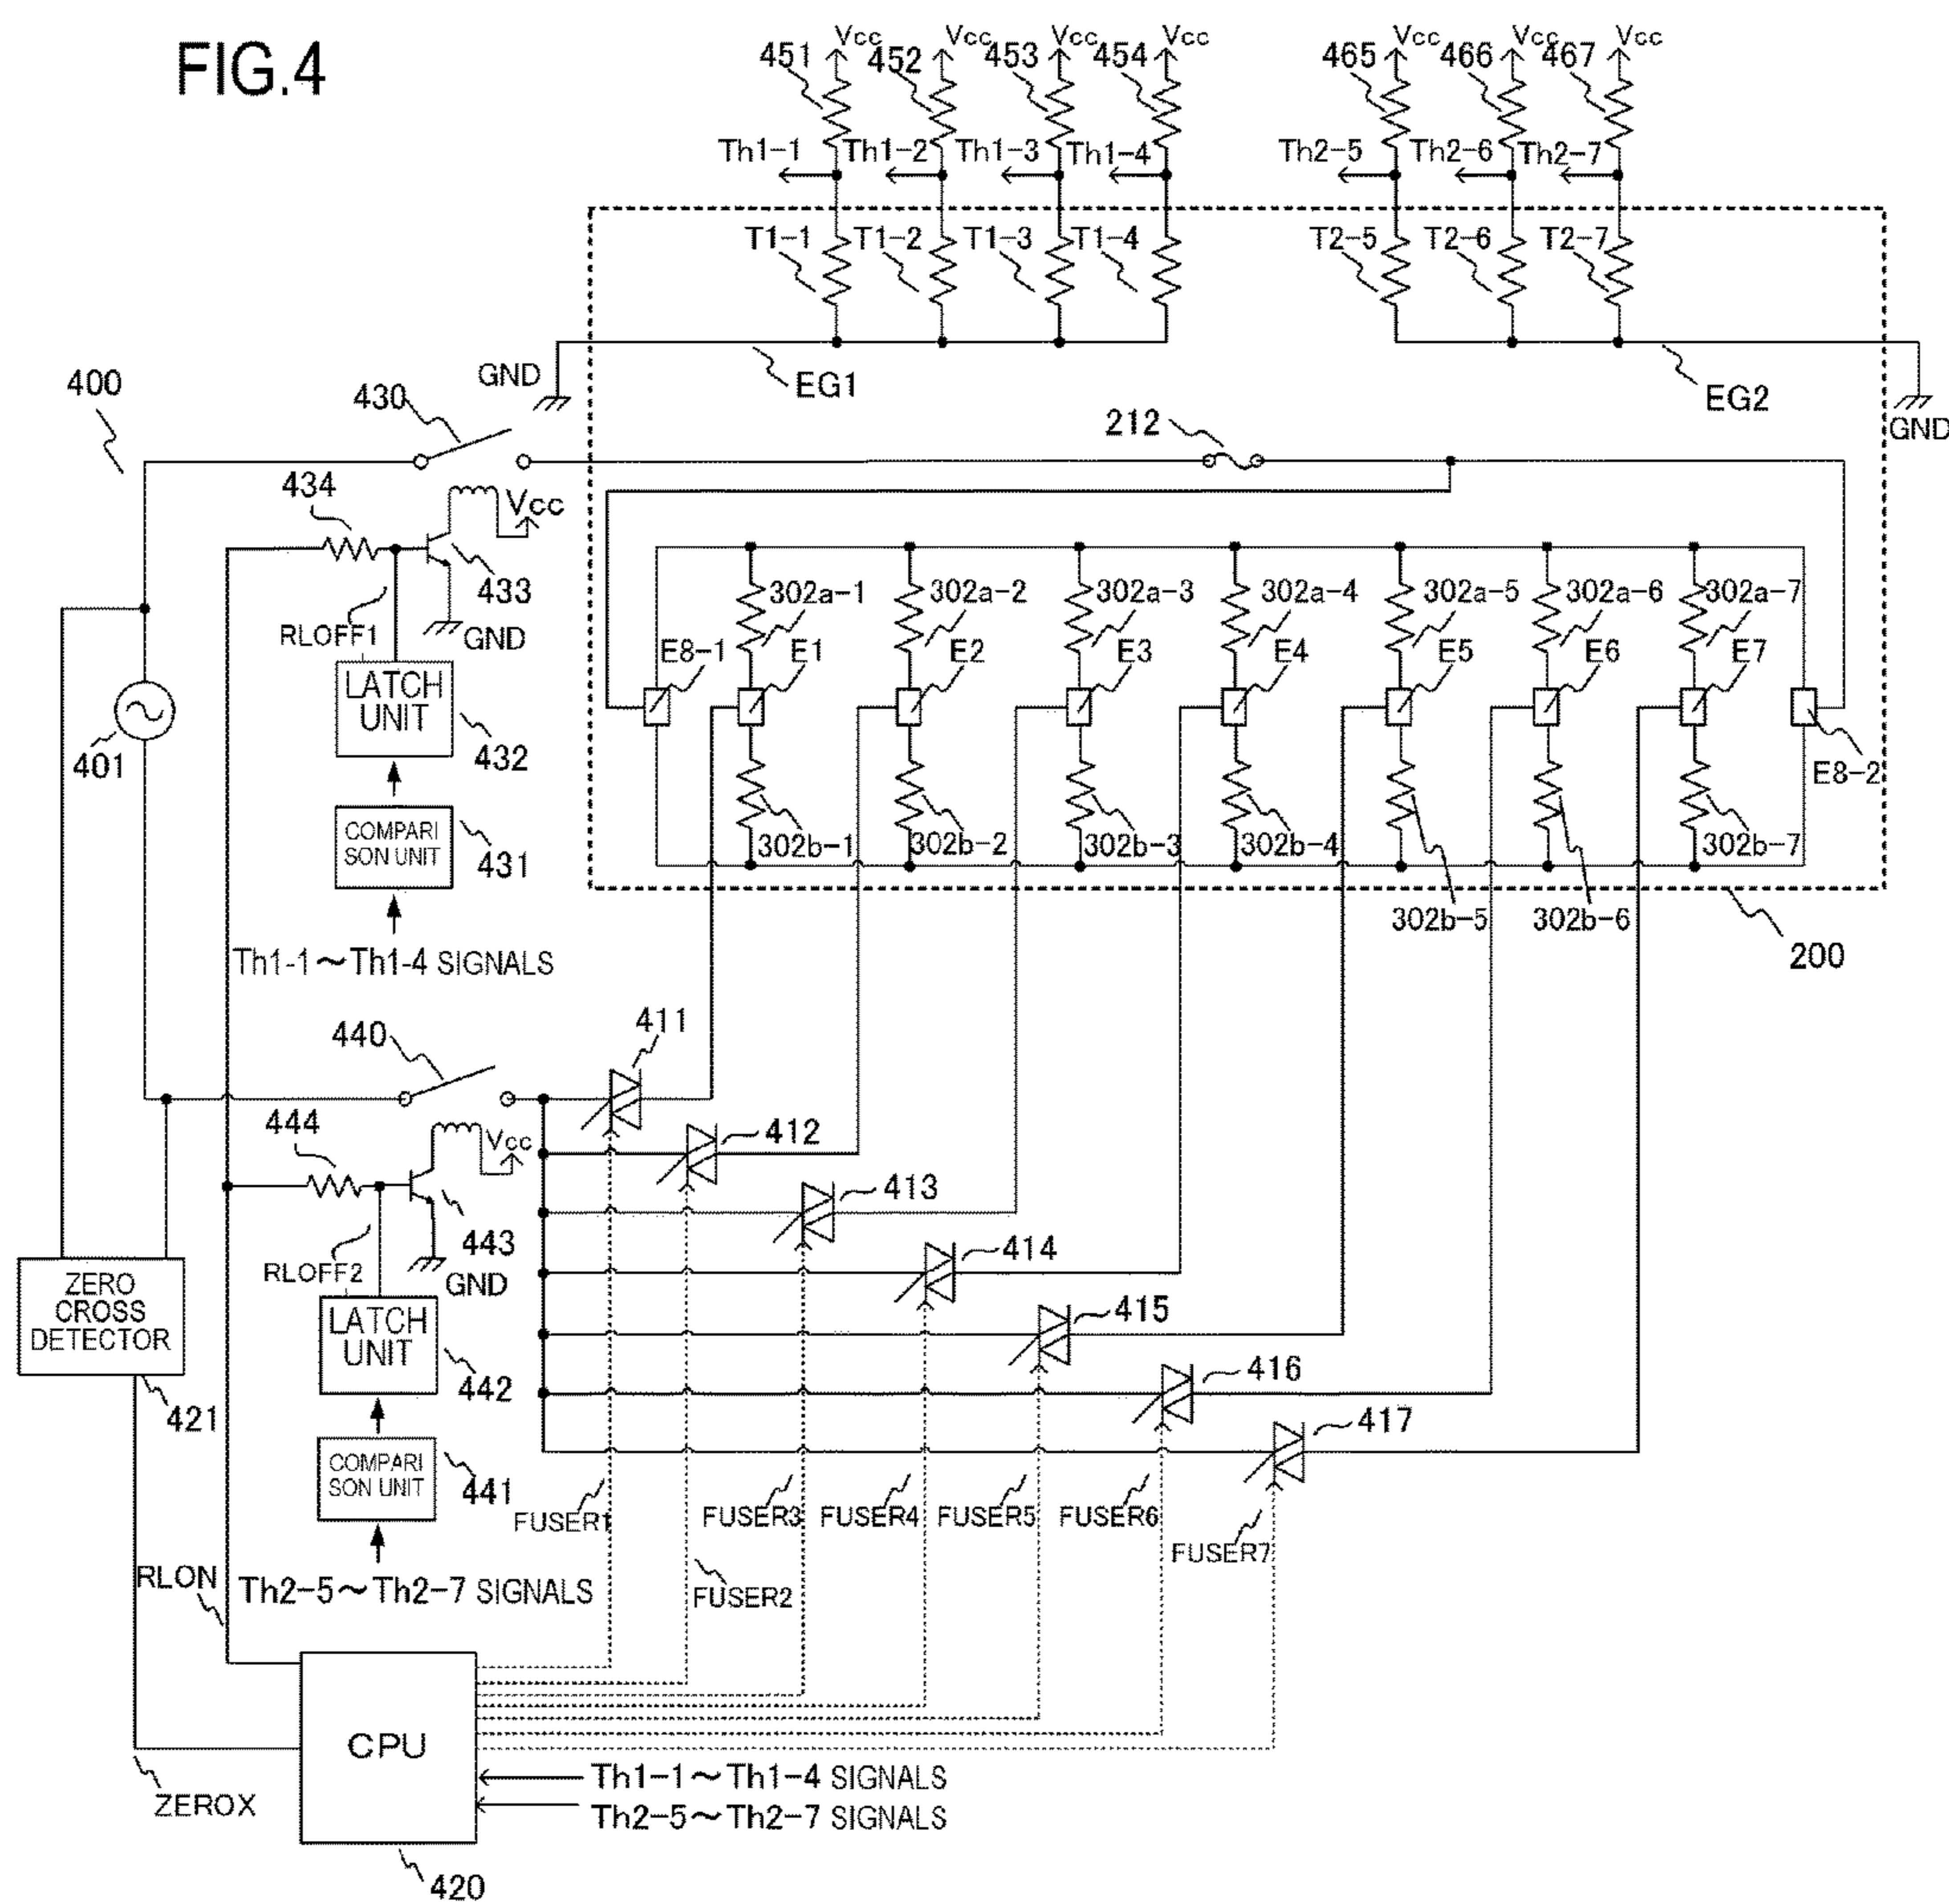 FIG.4
Vcc Vcc Vcc Vcc Vcc Vcc Vcc
451 452 453 454 465 466 467
Th1-1 Th1-2 Th1-3 Th1-4 Th2-5 Th2-6 Th2-7
T1-1 T1-2 T1-3 T1-4 T2-5 T2-6 T2-7
GND EG1 EG2 GND
400 430 212
434 Vcc
433
RLOFF1 GND
302a-1 302a-2 302a-3 302a-4 302a-5 302a-6 302a-7
E8-1 E1 E2 E3 E4 E5 E6 E7
LATCH
UNIT
432
401
E8-2
COMPARI
SON UNIT
431
302b-1 302b-2 302b-3 302b-4 302b-7
302b-5 302b-6
200
Th1-1～Th1-4 SIGNALS
440 411
444 Vcc 412
443 413
RLOFF2 GND 414
ZERO
CROSS
DETECTOR
LATCH
UNIT
415
442 416
421 417
COMPARI
SON UNIT
441
FUSER1 FUSER3 FUSER4 FUSER5 FUSER6
FUSER7
RLON Th2-5～Th2-7 SIGNALS FUSER2
CPU
Th1-1～Th1-4 SIGNALS
ZEROX Th2-5～Th2-7 SIGNALS
420